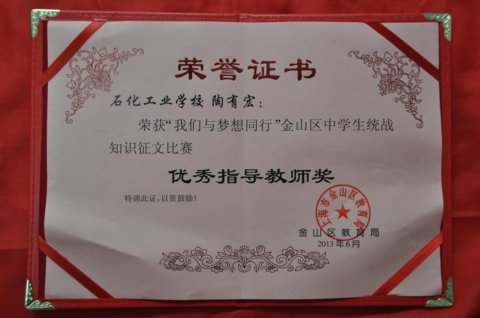 荣誉证书
石化工业学校 陶有宏：
荣获“我们与梦想同行”金山区中学生统战
知识征文比赛
优秀指导教师奖
特颁此证，以资鼓励！
上海市金山区教育局
金山区教育局
2013年6月